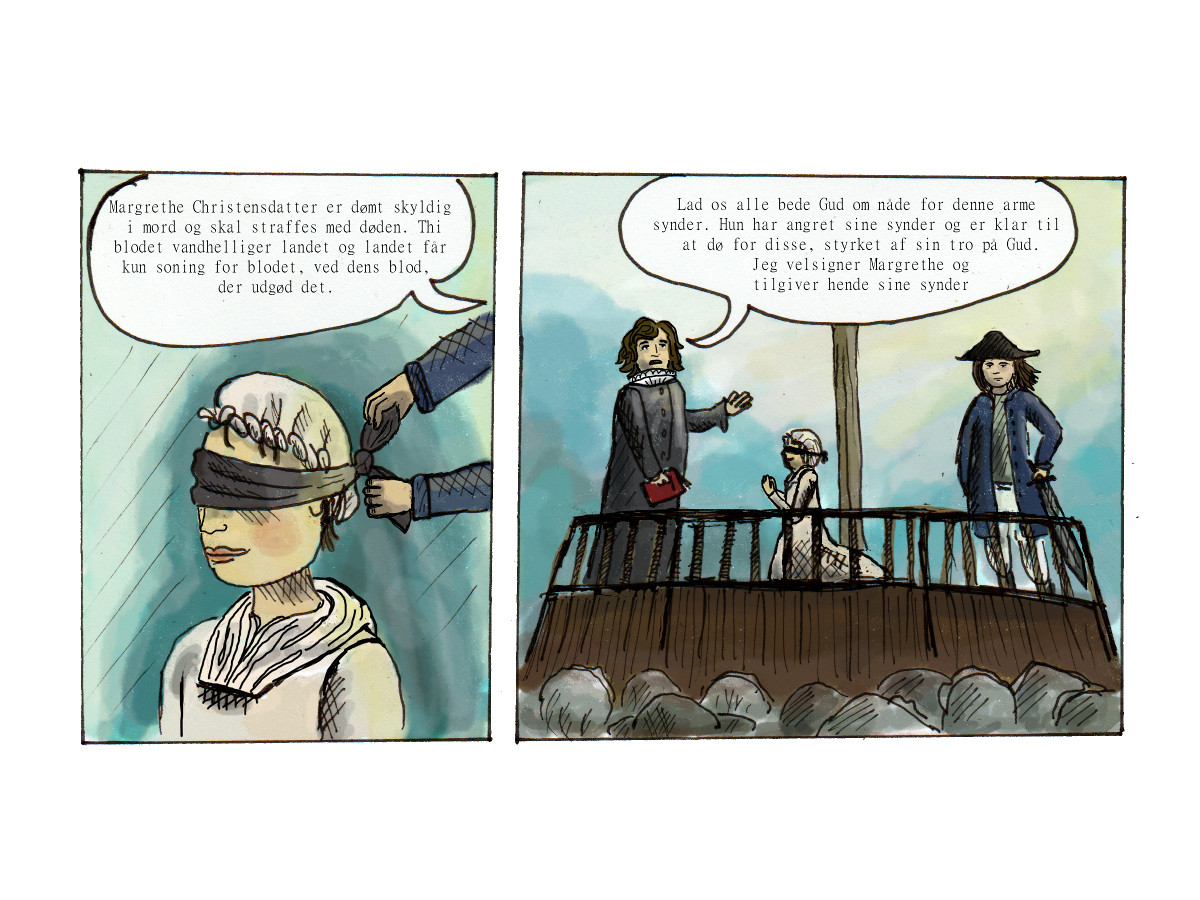 Margrethe Christensdatter er dømt skyldig
i mord og skal straffes med døden. Thi
blodet vandhelliger landet og landet får
kun soning for blodet, ved dens blod,
der udgød det.
Lad os alle bede Gud om nåde for denne arme
synder. Hun har angret sine synder og er klar til
at dø for disse, styrket af sin tro på Gud.
Jeg velsigner Margrethe og
tilgiver hende sine synder